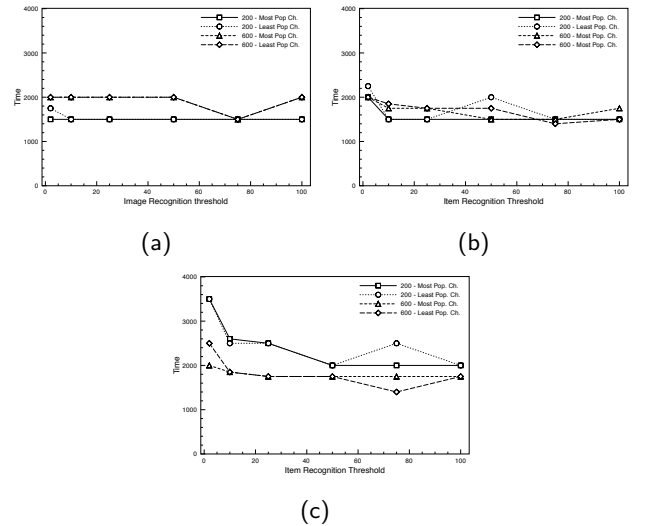 4000
3000
2000
1000
0
Time
0 20 40 60 80 100
Image Recognition threshold
200 - Most Pop Ch.
200 - Least Pop Ch.
600 - Most Pop Ch.
600 - Least Pop Ch.
(a)
4000
3000
2000
1000
0
Time
0 20 40 60 80 100
Item Recognition Threshold
200 - Most Pop. Ch.
200 - Least Pop. Ch.
600 - Most Pop. Ch.
600 - Least Pop. Ch.
(b)
4000
3000
2000
1000
0
Time
0 20 40 60 80 100
Item Recognition Threshold
200 - Most Pop. Ch.
200 - Least Pop. Ch.
600 - Most Pop. Ch.
600 - Least Pop. Ch.
(c)